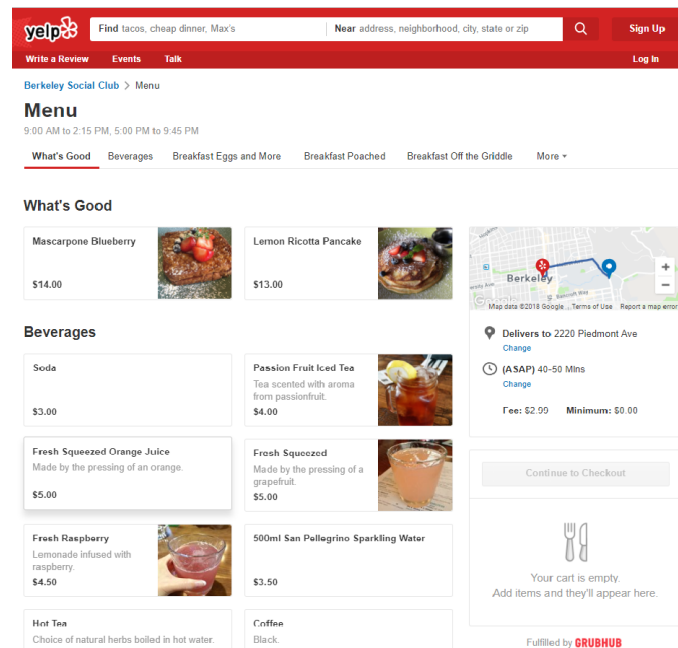 yelp
Find tacos, cheap dinner, Max's
Near address, neighborhood, city, state or zip
Sign Up
Write a Review
Events
Talk
Log In
Berkeley Social Club > Menu
Menu
9:00 AM to 2:15 PM, 5:00 PM to 9:45 PM
What's Good
Beverages
Breakfast Eggs and More
Breakfast Poached
Breakfast Off the Griddle
More
What's Good
Mascarpone Blueberry
$14.00
Lemon Ricotta Pancake
$13.00
Beverages
Soda
$3.00
Passion Fruit Iced Tea
Tea scented with aroma
from passionfruit.
$4.00
Fresh Squeezed Orange Juice
Made by the pressing of an orange.
$5.00
Fresh Squeezed
Made by the pressing of a
grapefruit.
$5.00
Fresh Raspberry
Lemonade infused with
raspberry.
$4.50
500ml San Pellegrino Sparkling Water
$3.50
Hot Tea
Choice of natural herbs boiled in hot water.
Coffee
Black.
Berkeley
Bancroft Way
Google
+
−
Map data ©2018 Google
Terms of Use
Report a map error
Delivers to 2220 Piedmont Ave
Change
(ASAP) 40-50 Mins
Change
Fee: $2.99
Minimum: $0.00
Continue to Checkout
Your cart is empty.
Add items and they'll appear here.
Fulfilled by GRUBHUB